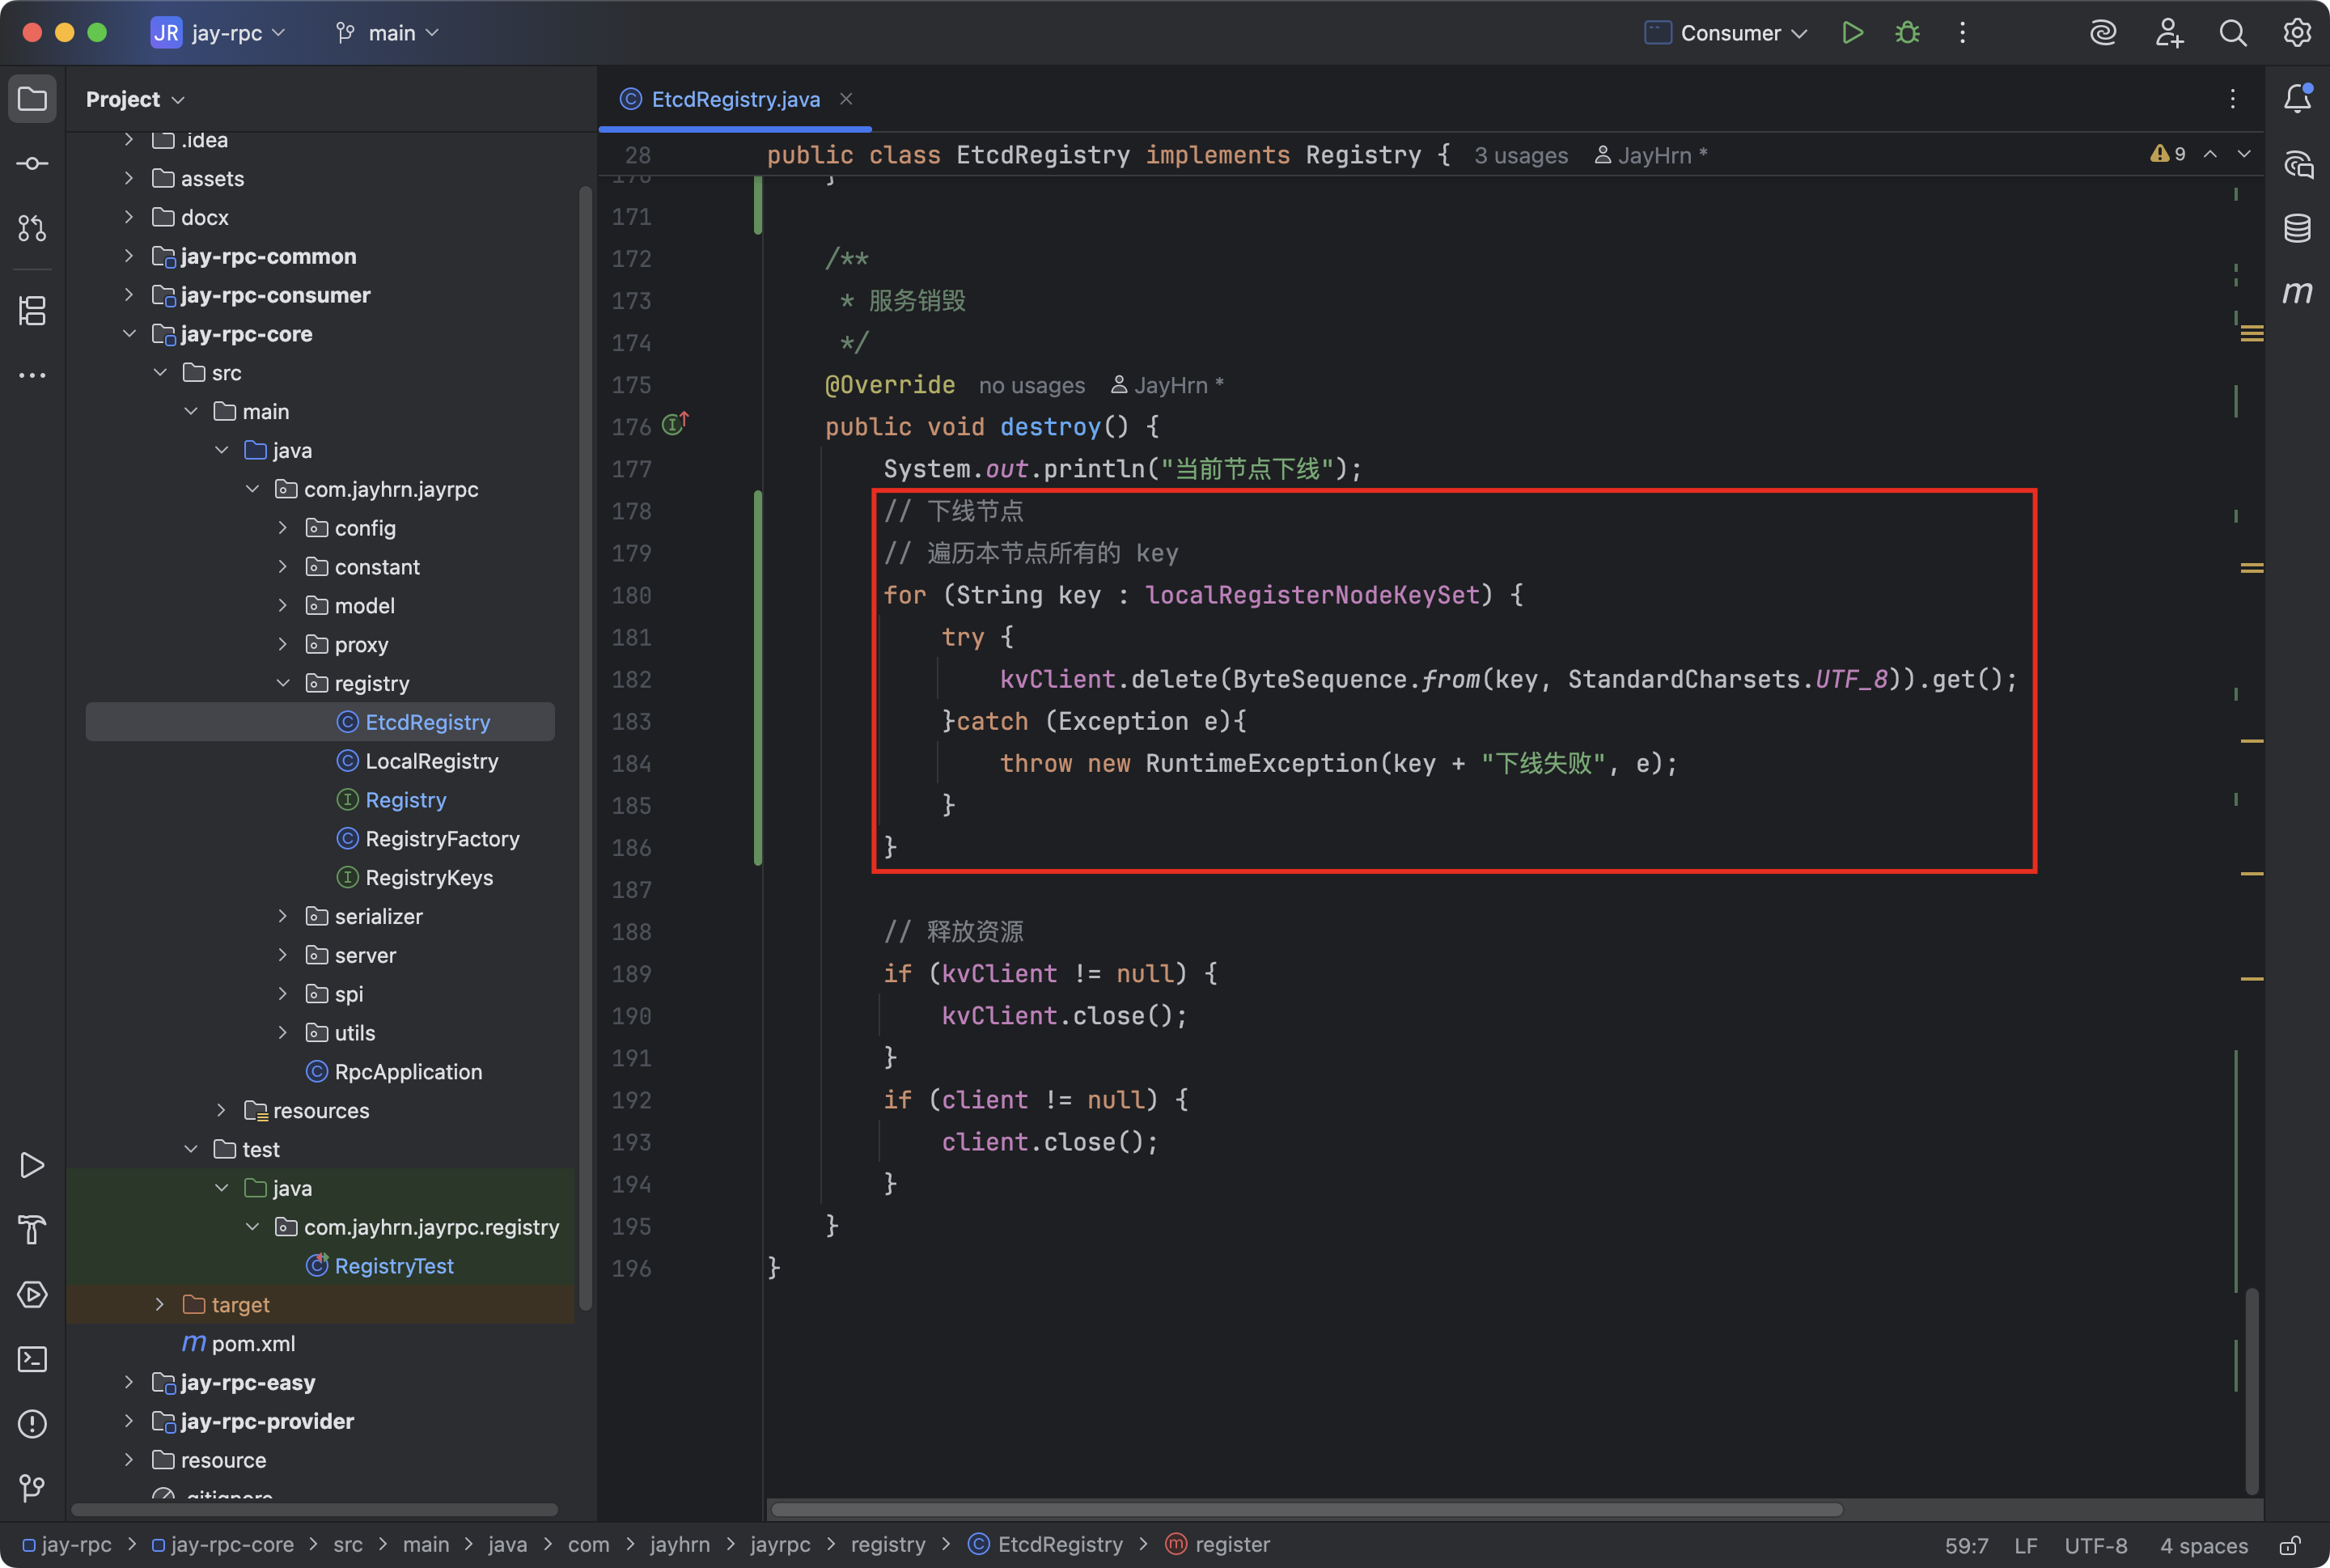 JR jay-rpc main Consumer
Project
EtcdRegistry.java
.idea
assets
docx
jay-rpc-common
jay-rpc-consumer
jay-rpc-core
src
main
java
com.jayhrn.jayrpc
config
constant
model
proxy
registry
EtcdRegistry
LocalRegistry
Registry
RegistryFactory
RegistryKeys
serializer
server
spi
utils
RpcApplication
resources
test
java
com.jayhrn.jayrpc.registry
RegistryTest
target
pom.xml
jay-rpc-easy
jay-rpc-provider
resource
.gitignore
28 public class EtcdRegistry implements Registry { 3 usages JayHrn * 9
170 }
171
172 /**
173 * 服务销毁
174 */
175 @Override no usages JayHrn *
176 public void destroy() {
177 System.out.println("当前节点下线");
178 // 下线节点
179 // 遍历本节点所有的 key
180 for (String key : localRegisterNodeKeySet) {
181 try {
182 kvClient.delete(ByteSequence.from(key, StandardCharsets.UTF_8)).get();
183 }catch (Exception e){
184 throw new RuntimeException(key + "下线失败", e);
185 }
186 }
187
188 // 释放资源
189 if (kvClient != null) {
190 kvClient.close();
191 }
192 if (client != null) {
193 client.close();
194 }
195 }
196 }
jay-rpc > jay-rpc-core > src > main > java > com > jayhrn > jayrpc > registry > EtcdRegistry > register 59:7 LF UTF-8 4 spaces